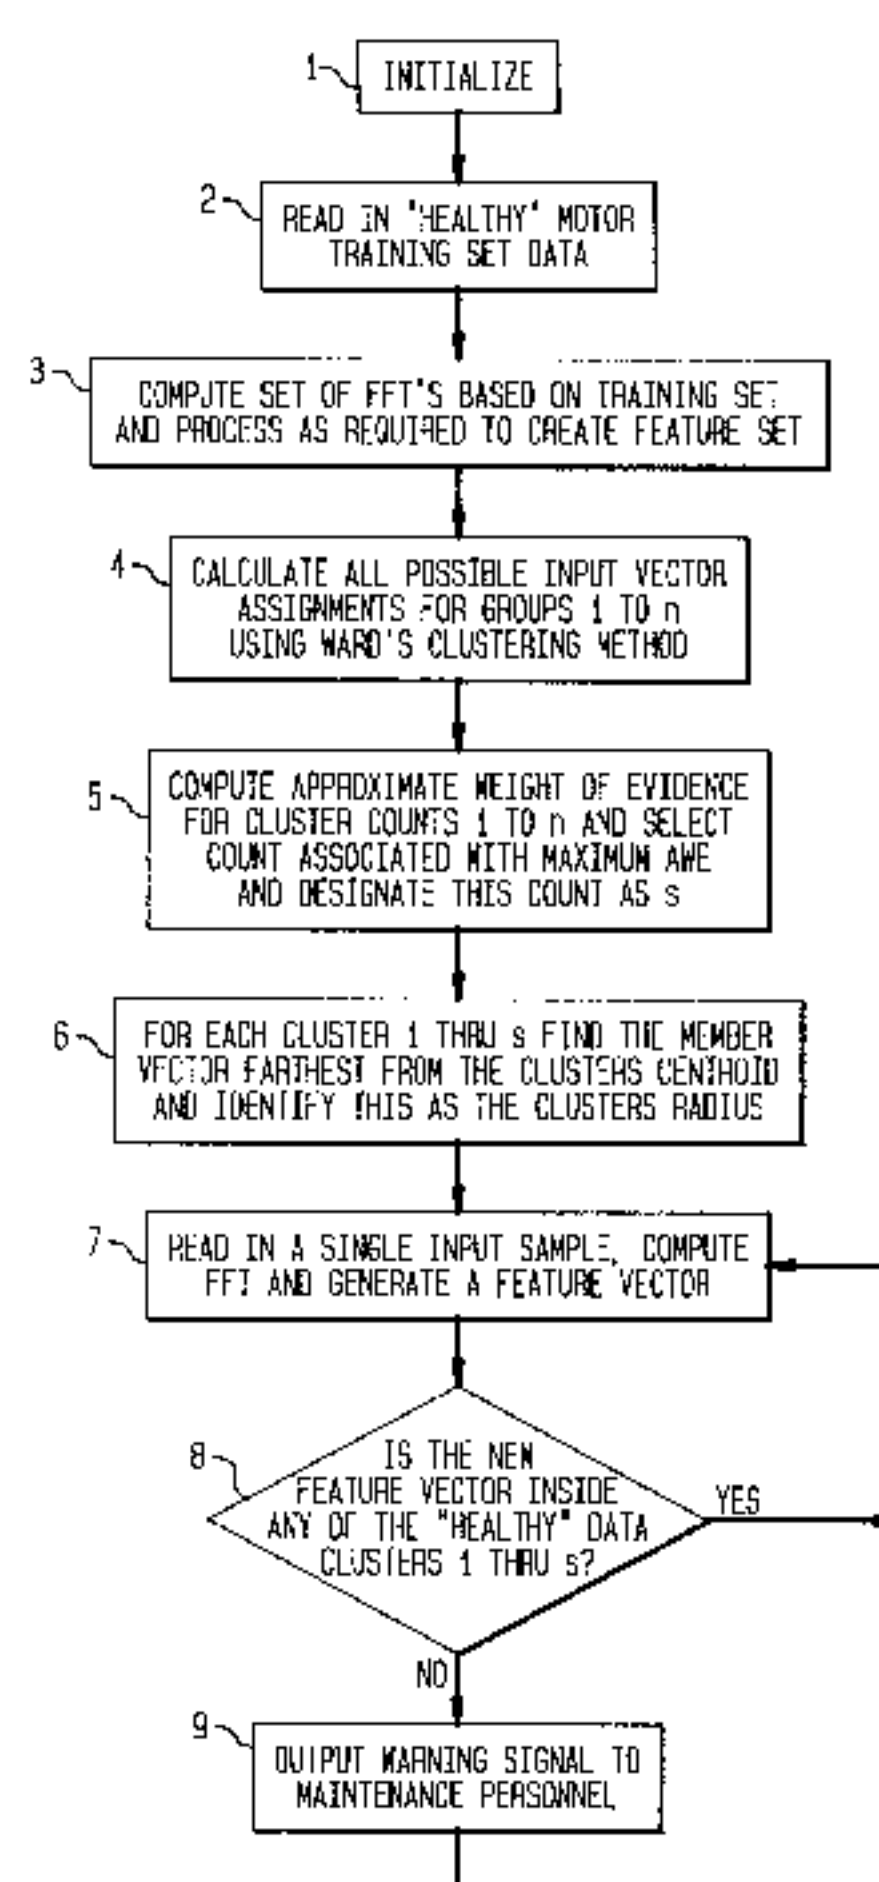 1
INITIALIZE
2
READ IN "HEALTHY" MOTOR
TRAINING SET DATA
3
COMPUTE SET OF FFT'S BASED ON TRAINING SET
AND PROCESS AS REQUIRED TO CREATE FEATURE SET
4
CALCULATE ALL POSSIBLE INPUT VECTOR
ASSIGNMENTS FOR GROUPS 1 TO n
USING WARD'S CLUSTERING METHOD
5
COMPUTE APPROXIMATE WEIGHT OF EVIDENCE
FOR CLUSTER COUNTS 1 TO n AND SELECT
COUNT ASSOCIATED WITH MAXIMUM AWE
AND DESIGNATE THIS COUNT AS s
6
FOR EACH CLUSTER 1 THRU s FIND THE MEMBER
VECTOR FARTHEST FROM THE CLUSTERS CENTROID
AND IDENTIFY THIS AS THE CLUSTERS RADIUS
7
READ IN A SINGLE INPUT SAMPLE, COMPUTE
FFT AND GENERATE A FEATURE VECTOR
8
IS THE NEW
FEATURE VECTOR INSIDE
ANY OF THE "HEALTHY" DATA
CLUSTERS 1 THRU s?
YES
NO
9
OUTPUT WARNING SIGNAL TO
MAINTENANCE PERSONNEL